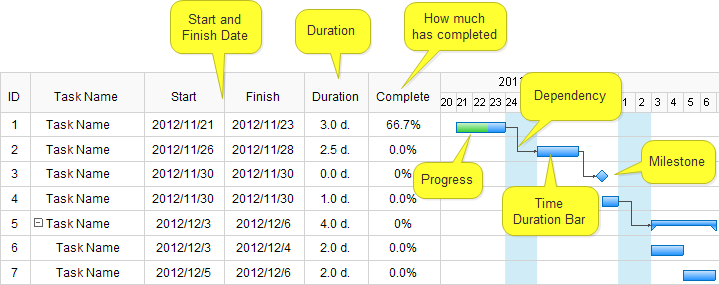 Start and
Finish Date
Duration
How much
has completed
ID Task Name Start Finish Duration Complete
20 21 22 23 24 1 2 3 4 5 6
1 Task Name 2012/11/21 2012/11/23 3.0 d. 66.7%
2 Task Name 2012/11/26 2012/11/28 2.5 d. 0.0%
3 Task Name 2012/11/30 2012/11/30 0.0 d. 0%
4 Task Name 2012/11/30 2012/11/30 1.0 d. 0.0%
5 Task Name 2012/12/3 2012/12/6 4.0 d. 0%
6 Task Name 2012/12/3 2012/12/4 2.0 d. 0.0%
7 Task Name 2012/12/5 2012/12/6 2.0 d. 0.0%
Dependency
Progress
Milestone
Time
Duration Bar